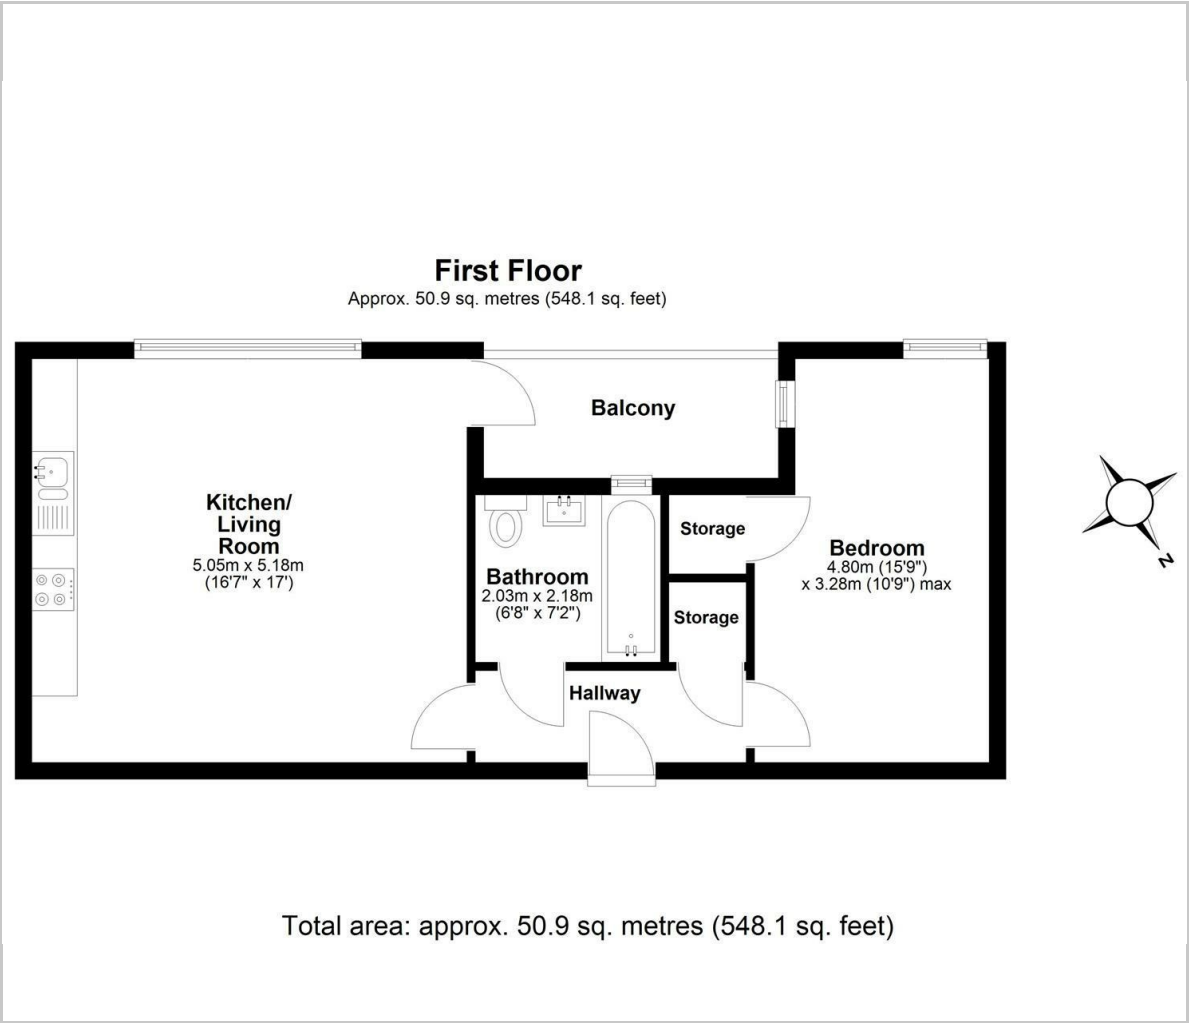 First Floor
Approx. 50.9 sq. metres (548.1 sq. feet)
Balcony
Kitchen/
Living
Room
5.05m x 5.18m
(16'7" x 17')
Storage
Bedroom
4.80m (15'9")
x 3.28m (10'9") max
Bathroom
2.03m x 2.18m
(6'8" x 7'2")
Storage
Hallway
N
Total area: approx. 50.9 sq. metres (548.1 sq. feet)